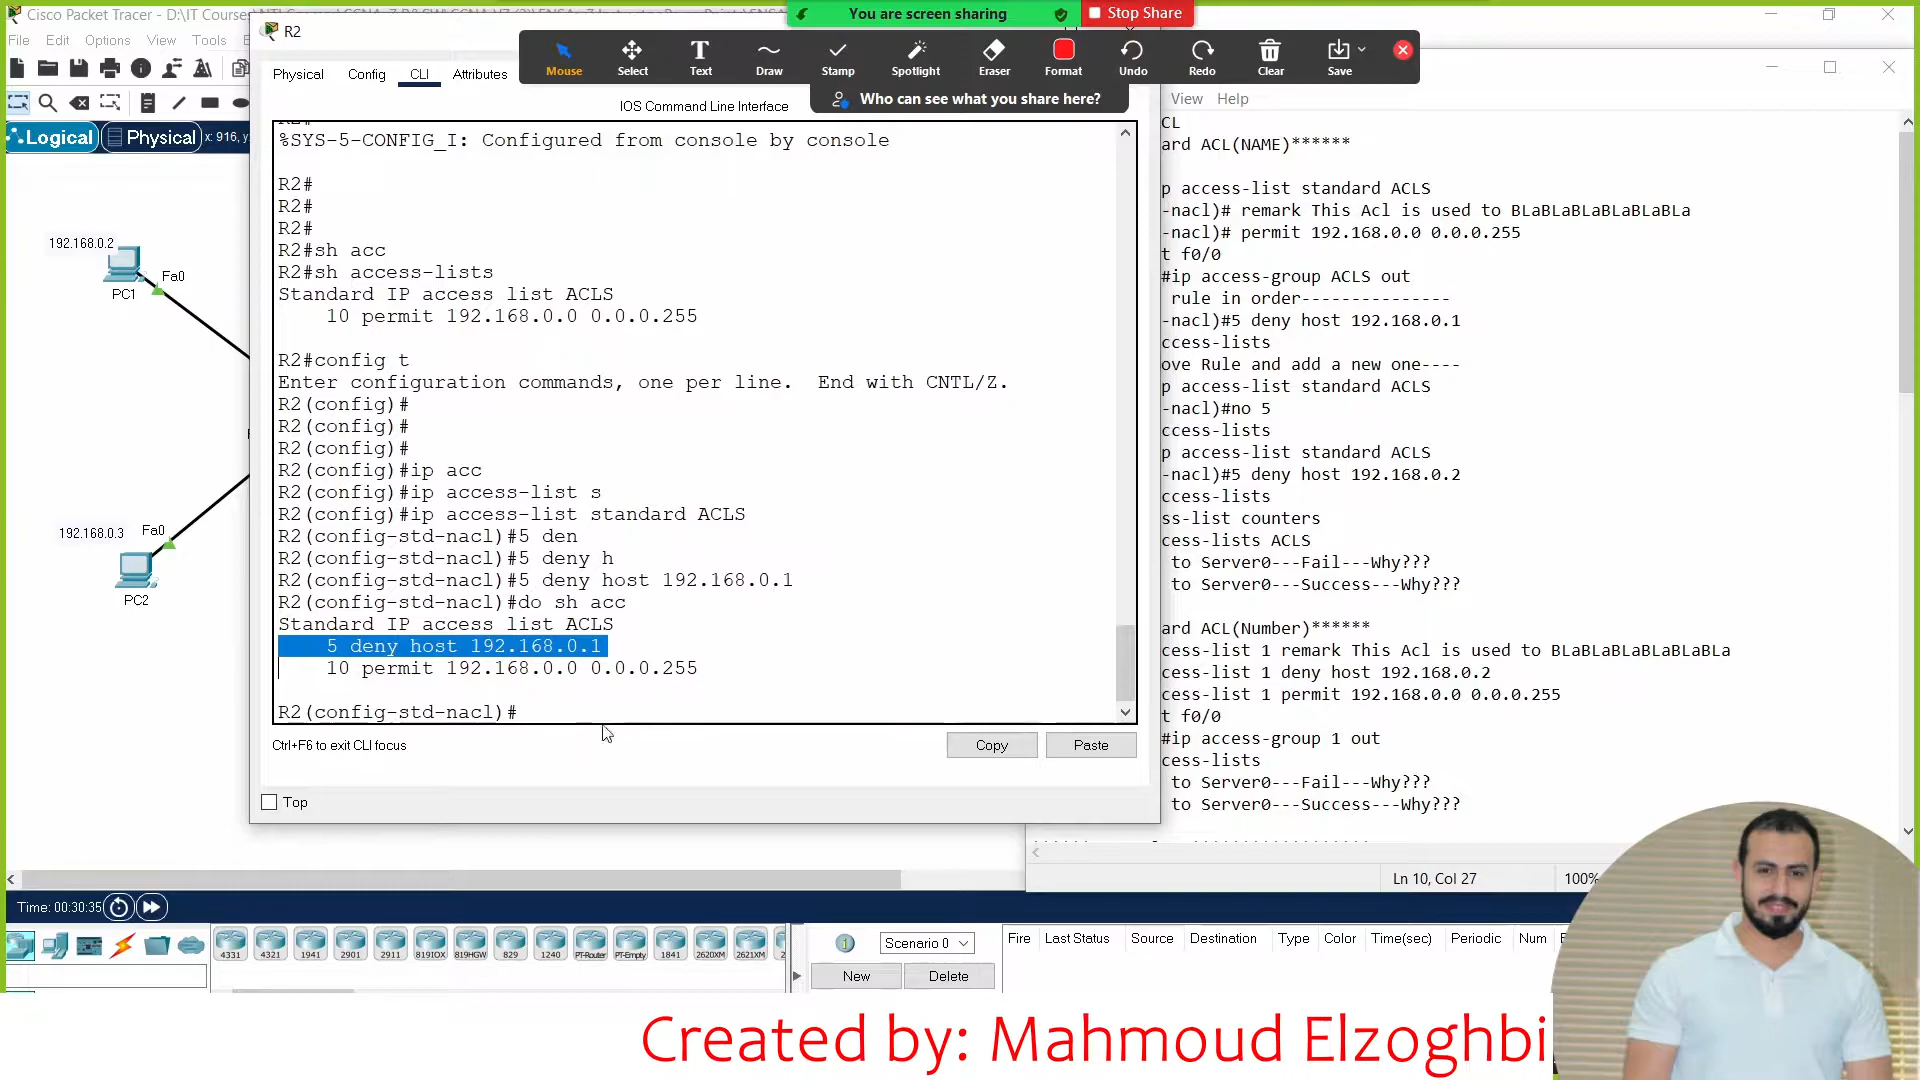 Cisco Packet Tracer - D:\IT Courses
You are screen sharing
Stop Share
File Edit Options View Tools
R2
Mouse Select Text Draw Stamp Spotlight Eraser Format Undo Redo Clear Save
Who can see what you share here?
Physical Config CLI Attributes
IOS Command Line Interface
Logical Physical x: 916, y
%SYS-5-CONFIG_I: Configured from console by console
R2#
R2#
R2#
R2#sh acc
R2#sh access-lists
Standard IP access list ACLS
10 permit 192.168.0.0 0.0.0.255
R2#config t
Enter configuration commands, one per line. End with CNTL/Z.
R2(config)#
R2(config)#
R2(config)#
R2(config)#ip acc
R2(config)#ip access-list s
R2(config)#ip access-list standard ACLS
R2(config-std-nacl)#5 den
R2(config-std-nacl)#5 deny h
R2(config-std-nacl)#5 deny host 192.168.0.1
R2(config-std-nacl)#do sh acc
Standard IP access list ACLS
5 deny host 192.168.0.1
10 permit 192.168.0.0 0.0.0.255
R2(config-std-nacl)#
Ctrl+F6 to exit CLI focus
Copy Paste
Top
192.168.0.2
Fa0
PC1
192.168.0.3
Fa0
PC2
View Help
CL
ard ACL(NAME)******
p access-list standard ACLS
-nacl)# remark This Acl is used to BLaBLaBLaBLaBLaBLa
-nacl)# permit 192.168.0.0 0.0.0.255
t f0/0
#ip access-group ACLS out
rule in order---------------
-nacl)#5 deny host 192.168.0.1
ccess-lists
ove Rule and add a new one----
p access-list standard ACLS
-nacl)#no 5
ccess-lists
p access-list standard ACLS
-nacl)#5 deny host 192.168.0.2
ccess-lists
ss-list counters
cess-lists ACLS
to Server0---Fail---Why???
to Server0---Success---Why???
ard ACL(Number)******
cess-list 1 remark This Acl is used to BLaBLaBLaBLaBLaBLa
cess-list 1 deny host 192.168.0.2
cess-list 1 permit 192.168.0.0 0.0.0.255
t f0/0
#ip access-group 1 out
cess-lists
to Server0---Fail---Why???
to Server0---Success---Why???
Ln 10, Col 27
100%
Time: 00:30:35
4331 4321 1941 2901 2911 819IOX 819HGW 829 1240 PT-Router PT-Empty 1841 2620XM 2621XM
Scenario 0
New Delete
Fire Last Status Source Destination Type Color Time(sec) Periodic Num
Created by: Mahmoud Elzoghbi